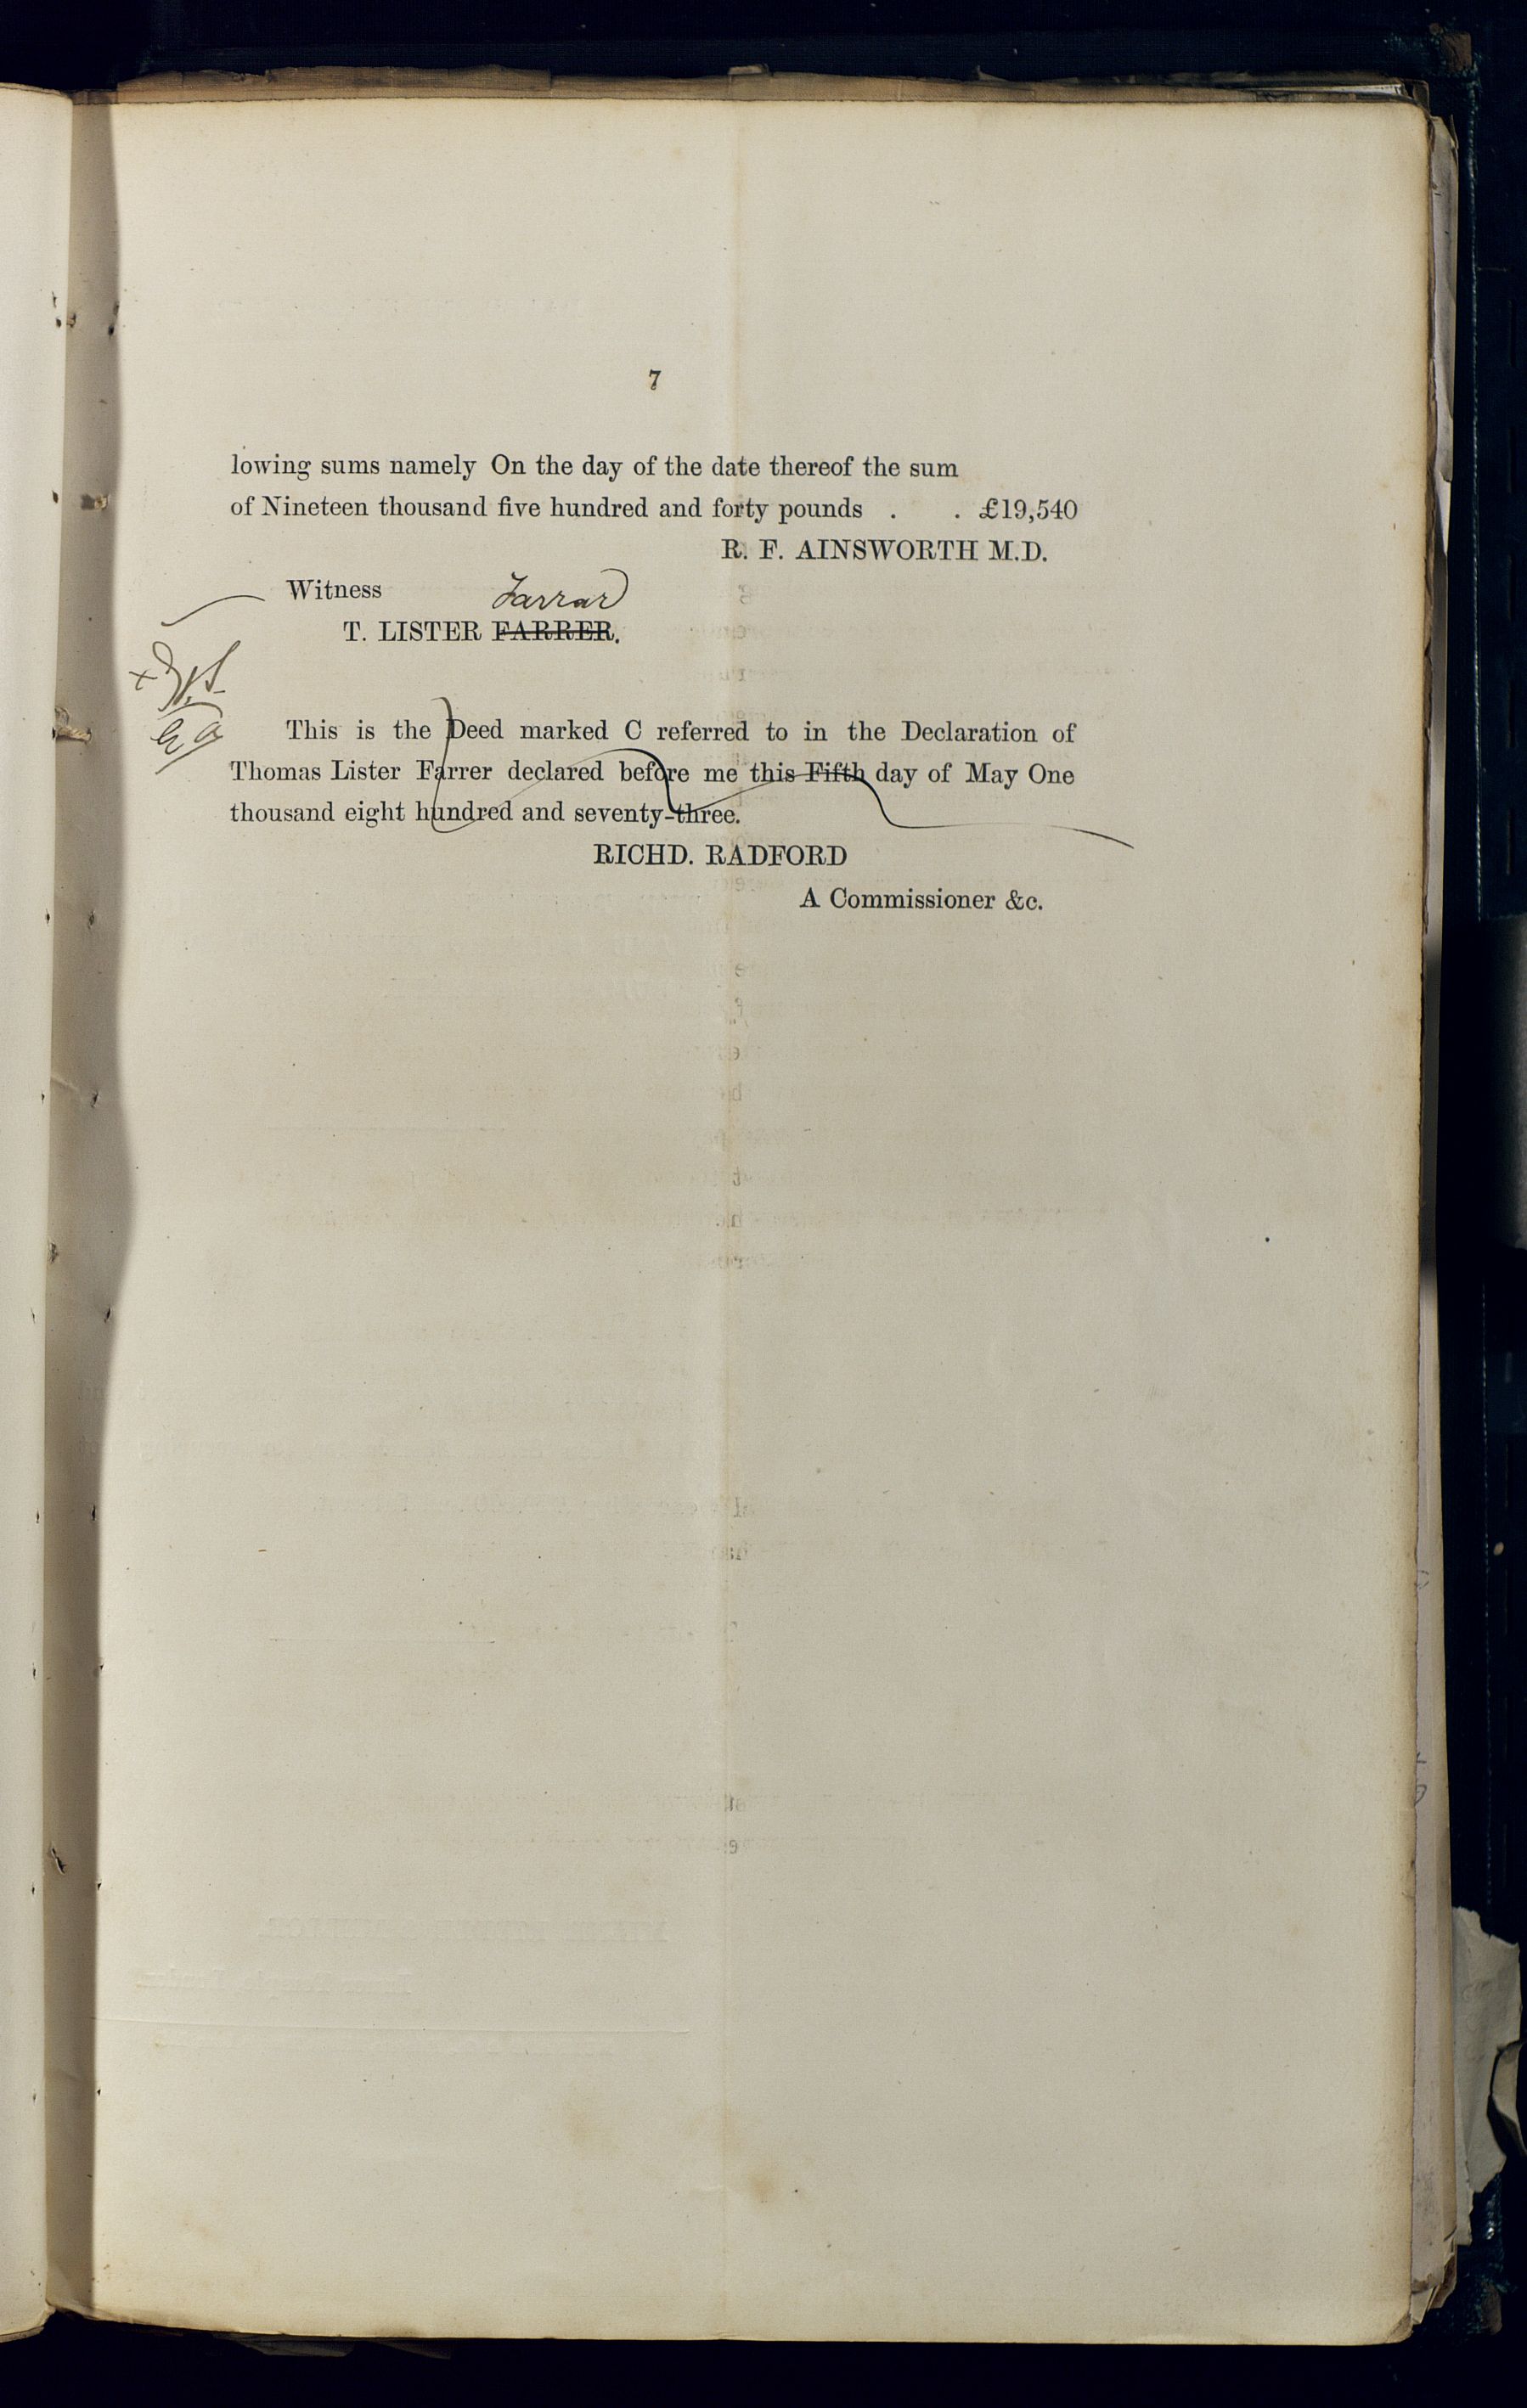 7
lowing sums namely On the day of the date thereof the sum
of Nineteen thousand five hundred and forty pounds . . £19,540
R. F. AINSWORTH M.D.
Witness
Farrar
T. LISTER FARRER.
This is the Deed marked C referred to in the Declaration of
Thomas Lister Farrer declared before me this Fifth day of May One
thousand eight hundred and seventy-three.
RICHD. RADFORD
A Commissioner &c.